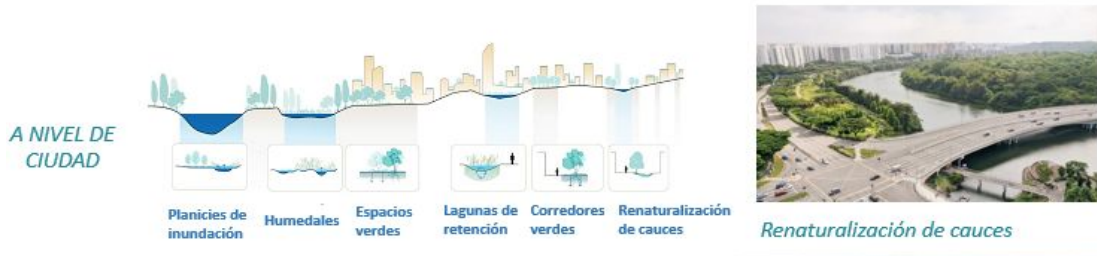 A NIVEL DE
CIUDAD
Planicies de
inundación
Humedales
Espacios
verdes
Lagunas de
retención
Corredores
verdes
Renaturalización
de cauces
Renaturalización de cauces